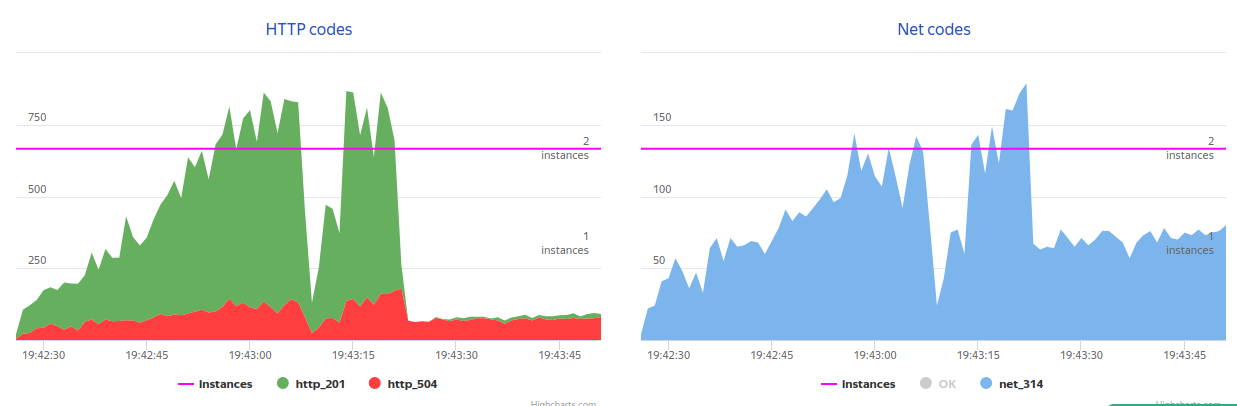 HTTP codes
750
500
250
2
instances
1
instances
19:42:30 19:42:45 19:43:00 19:43:15 19:43:30 19:43:45
Instances http_201 http_504
Highcharts.com
Net codes
150
100
50
2
instances
1
instances
19:42:30 19:42:45 19:43:00 19:43:15 19:43:30 19:43:45
Instances OK net_314
Highcharts.com